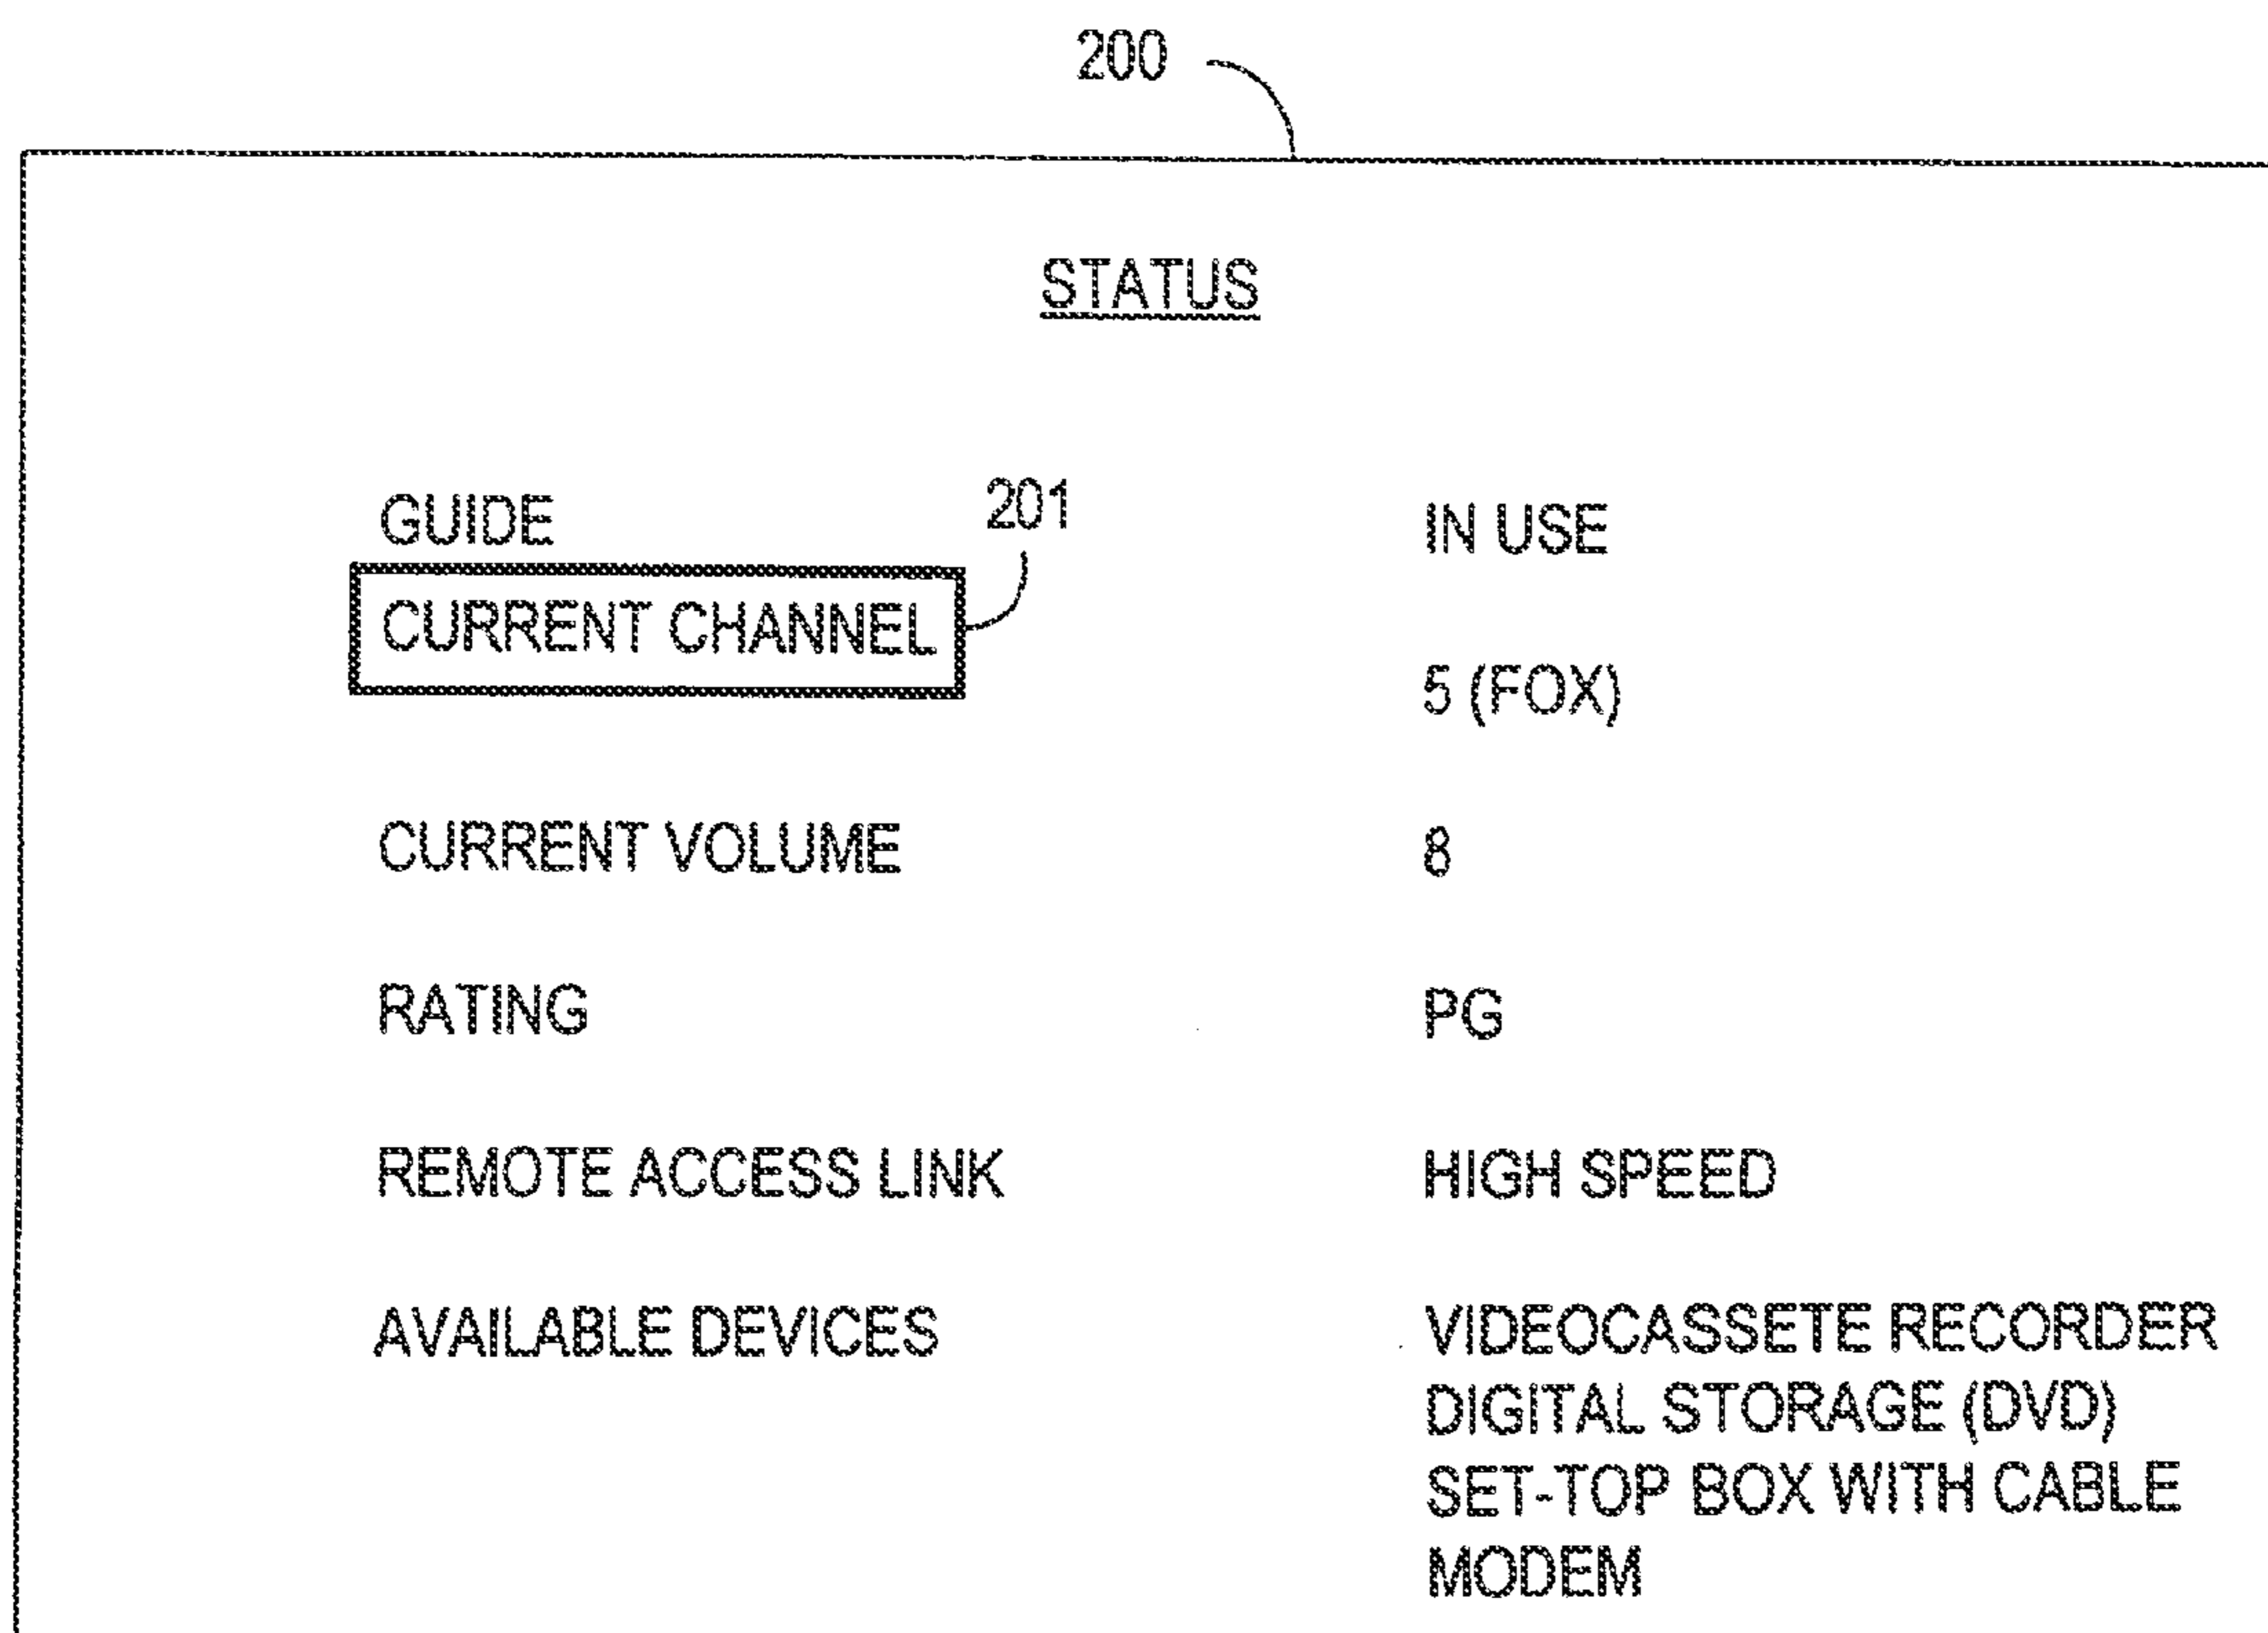 200
STATUS
GUIDE 201 IN USE
CURRENT CHANNEL
5 (FOX)
CURRENT VOLUME 8
RATING PG
REMOTE ACCESS LINK HIGH SPEED
AVAILABLE DEVICES VIDEOCASSETE RECORDER
DIGITAL STORAGE (DVD)
SET-TOP BOX WITH CABLE
MODEM